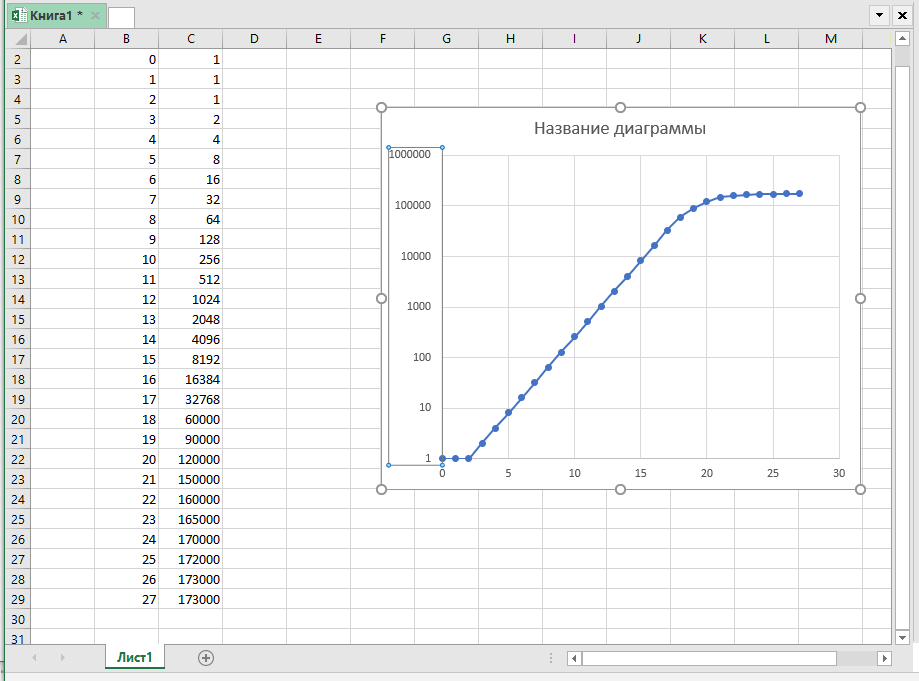 Книга1 *
A B C D E F G H I J K L M
2 0 1
3 1 1
4 2 1
5 3 2
6 4 4
7 5 8
8 6 16
9 7 32
10 8 64
11 9 128
12 10 256
13 11 512
14 12 1024
15 13 2048
16 14 4096
17 15 8192
18 16 16384
19 17 32768
20 18 60000
21 19 90000
22 20 120000
23 21 150000
24 22 160000
25 23 165000
26 24 170000
27 25 172000
28 26 173000
29 27 173000
30
31
Название диаграммы
1000000
100000
10000
1000
100
10
1
0 5 10 15 20 25 30
Лист1